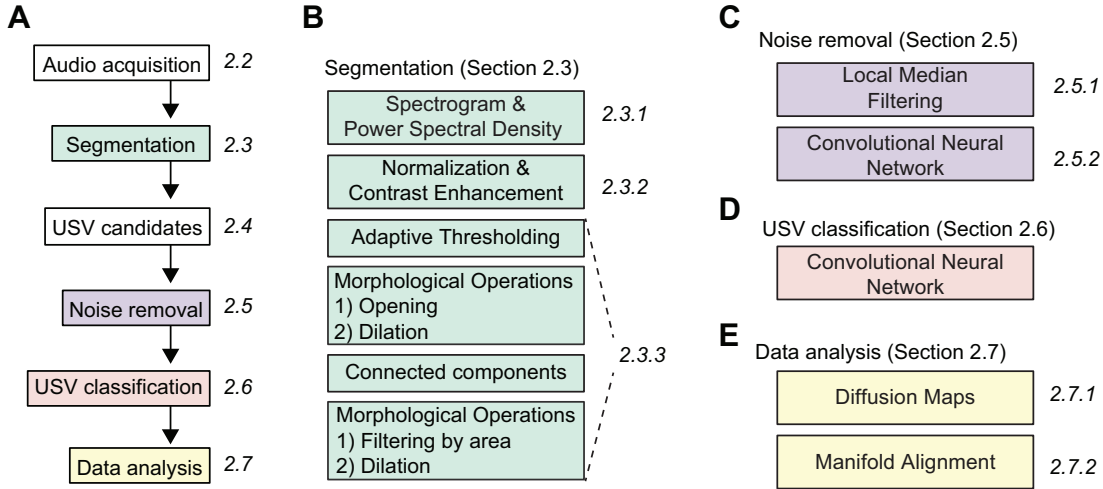 A
Audio acquisition 2.2
Segmentation 2.3
USV candidates 2.4
Noise removal 2.5
USV classification 2.6
Data analysis 2.7
B
Segmentation (Section 2.3)
Spectrogram &
Power Spectral Density
2.3.1
Normalization &
Contrast Enhancement
2.3.2
Adaptive Thresholding
Morphological Operations
1) Opening
2) Dilation
Connected components
Morphological Operations
1) Filtering by area
2) Dilation
2.3.3
C
Noise removal (Section 2.5)
Local Median
Filtering
2.5.1
Convolutional Neural
Network
2.5.2
D
USV classification (Section 2.6)
Convolutional Neural
Network
E
Data analysis (Section 2.7)
Diffusion Maps 2.7.1
Manifold Alignment 2.7.2